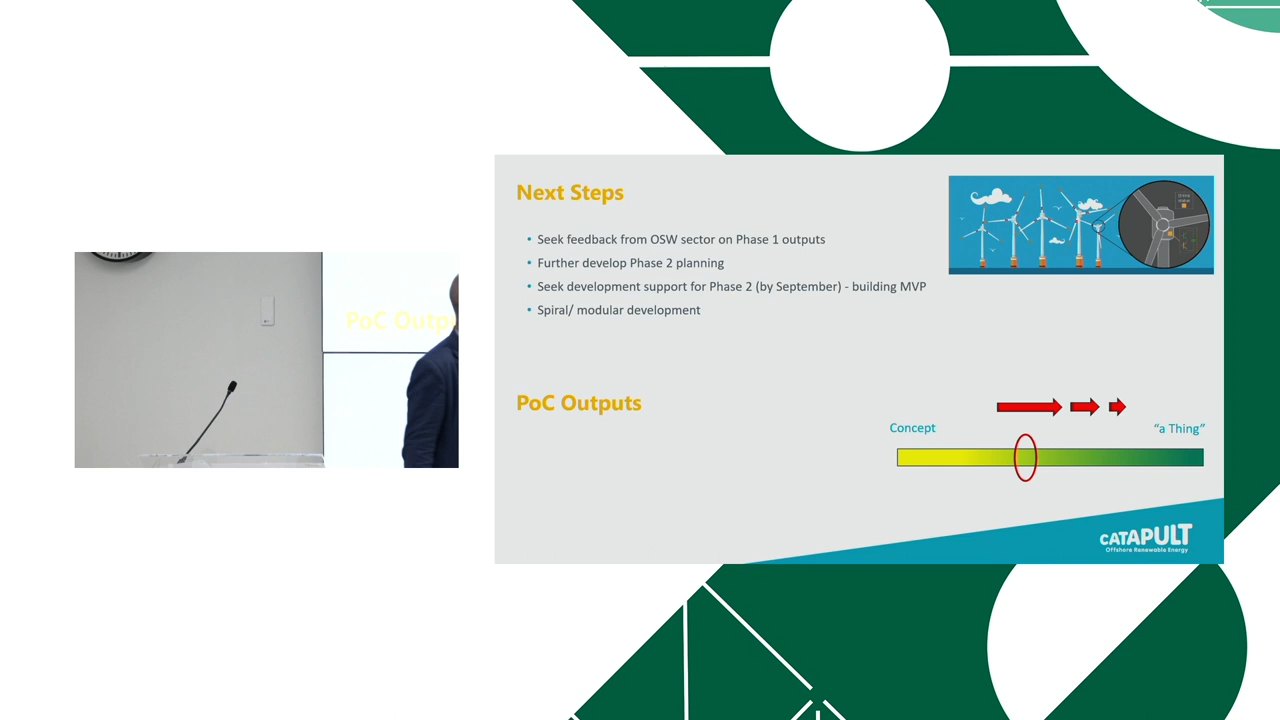 Next Steps
• Seek feedback from OSW sector on Phase 1 outputs
• Further develop Phase 2 planning
• Seek development support for Phase 2 (by September) - building MVP
• Spiral/ modular development
PoC Outputs
Concept
“a Thing”
CATAPULT
Offshore Renewable Energy
PoC Outp